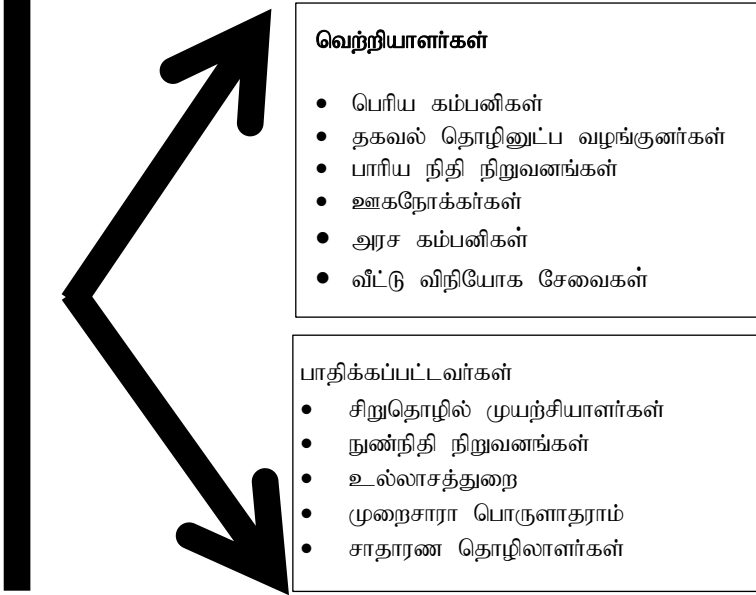 வெற்றியாளர்கள்
• பெரிய கம்பனிகள்
• தகவல் தொழினுட்ப வழங்குனர்கள்
• பாரிய நிதி நிறுவனங்கள்
• ஊகநோக்கர்கள்
• அரச கம்பனிகள்
• வீட்டு விநியோக சேவைகள்
பாதிக்கப்பட்டவர்கள்
• சிறுதொழில் முயற்சியாளர்கள்
• நுண்நிதி நிறுவனங்கள்
• உல்லாசத்துறை
• முறைசாரா பொருளாதராம்
• சாதாரண தொழிலாளர்கள்